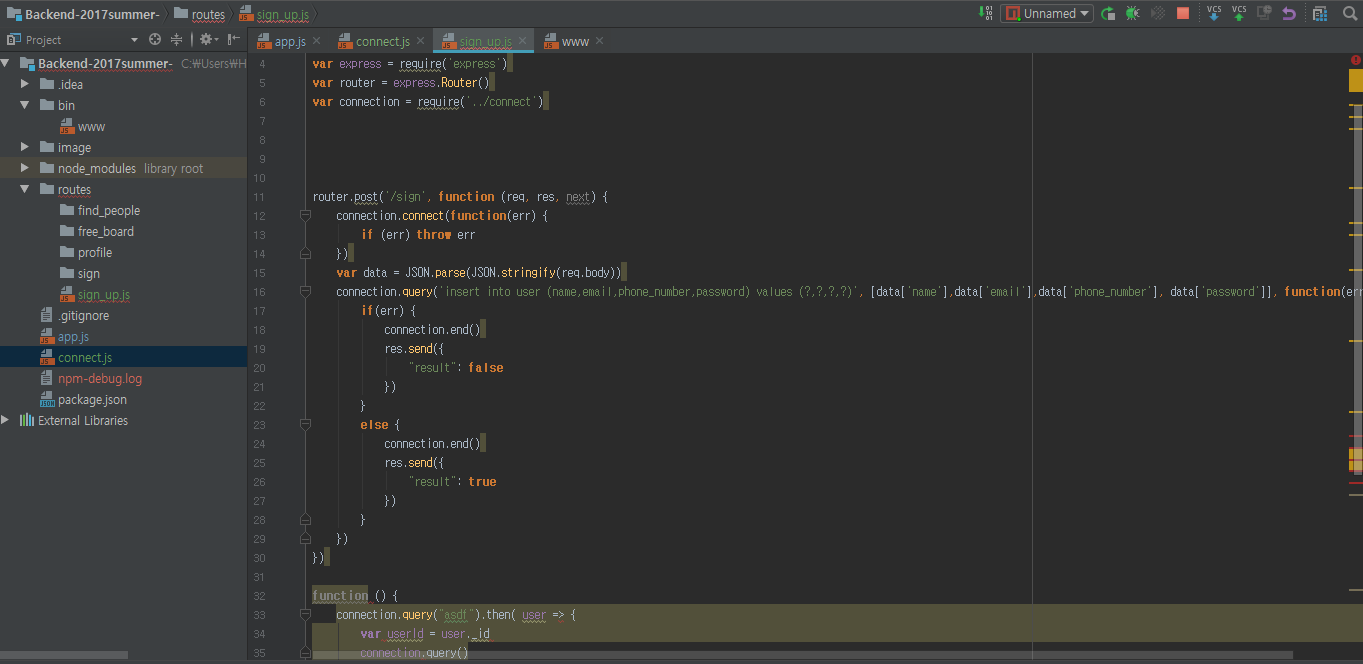 Backend-2017summer- routes sign_up.js Unnamed VCS VCS
Project
app.js connect.js sign_up.js www
Backend-2017summer- C:₩Users₩H
.idea
bin
www
image
node_modules library root
routes
find_people
free_board
profile
sign
sign_up.js
.gitignore
app.js
connect.js
npm-debug.log
package.json
External Libraries
4 var express = require('express')
5 var router = express.Router()
6 var connection = require('../connect')
7
8
9
10
11 router.post('/sign', function (req, res, next) {
12 connection.connect(function(err) {
13 if (err) throw err
14 })
15 var data = JSON.parse(JSON.stringify(req.body))
16 connection.query('insert into user (name,email,phone_number,password) values (?,?,?,?)', [data['name'],data['email'],data['phone_number'], data['password']], function(err
17 if(err) {
18 connection.end()
19 res.send({
20 "result": false
21 })
22 }
23 else {
24 connection.end()
25 res.send({
26 "result": true
27 })
28 }
29 })
30 })
31
32 function () {
33 connection.query("asdf").then( user => {
34 var userId = user._id
35 connection.query()